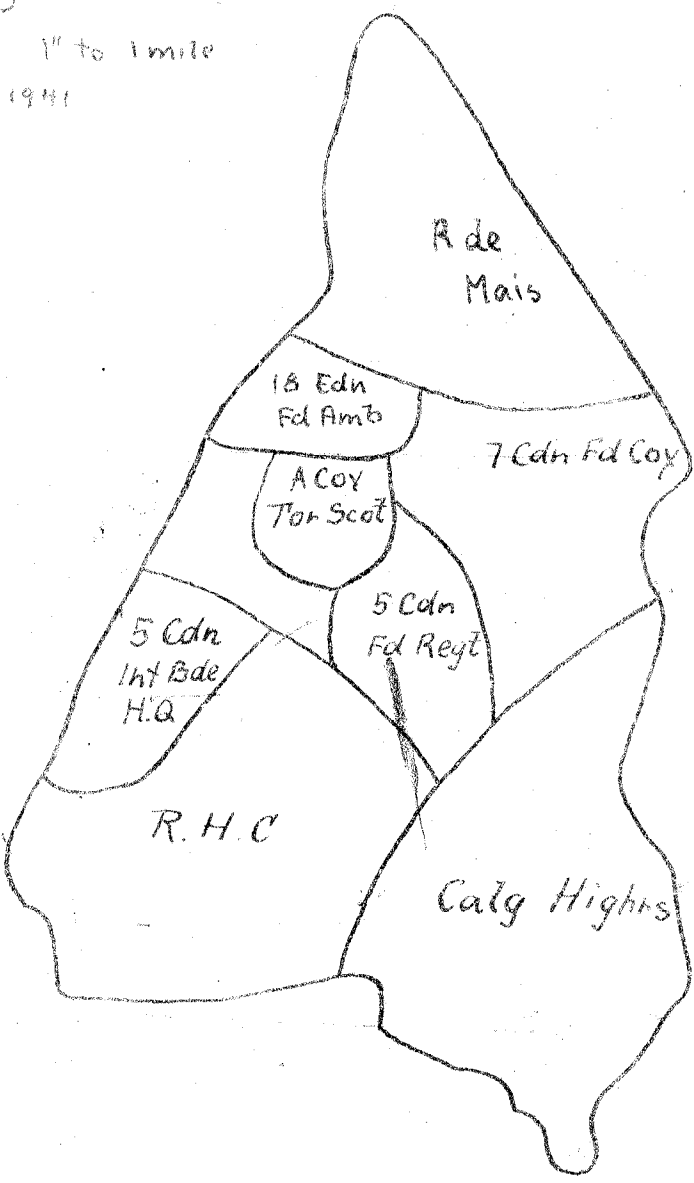 1" to 1 mile
1941
R de
Mais
18 Cdn
Fd Amb
7 Cdn Fd Coy
A Coy
Tor Scot
5 Cdn
Fd Regt
5 Cdn
Inf Bde
H.Q
R. H. C
Calg Highrs